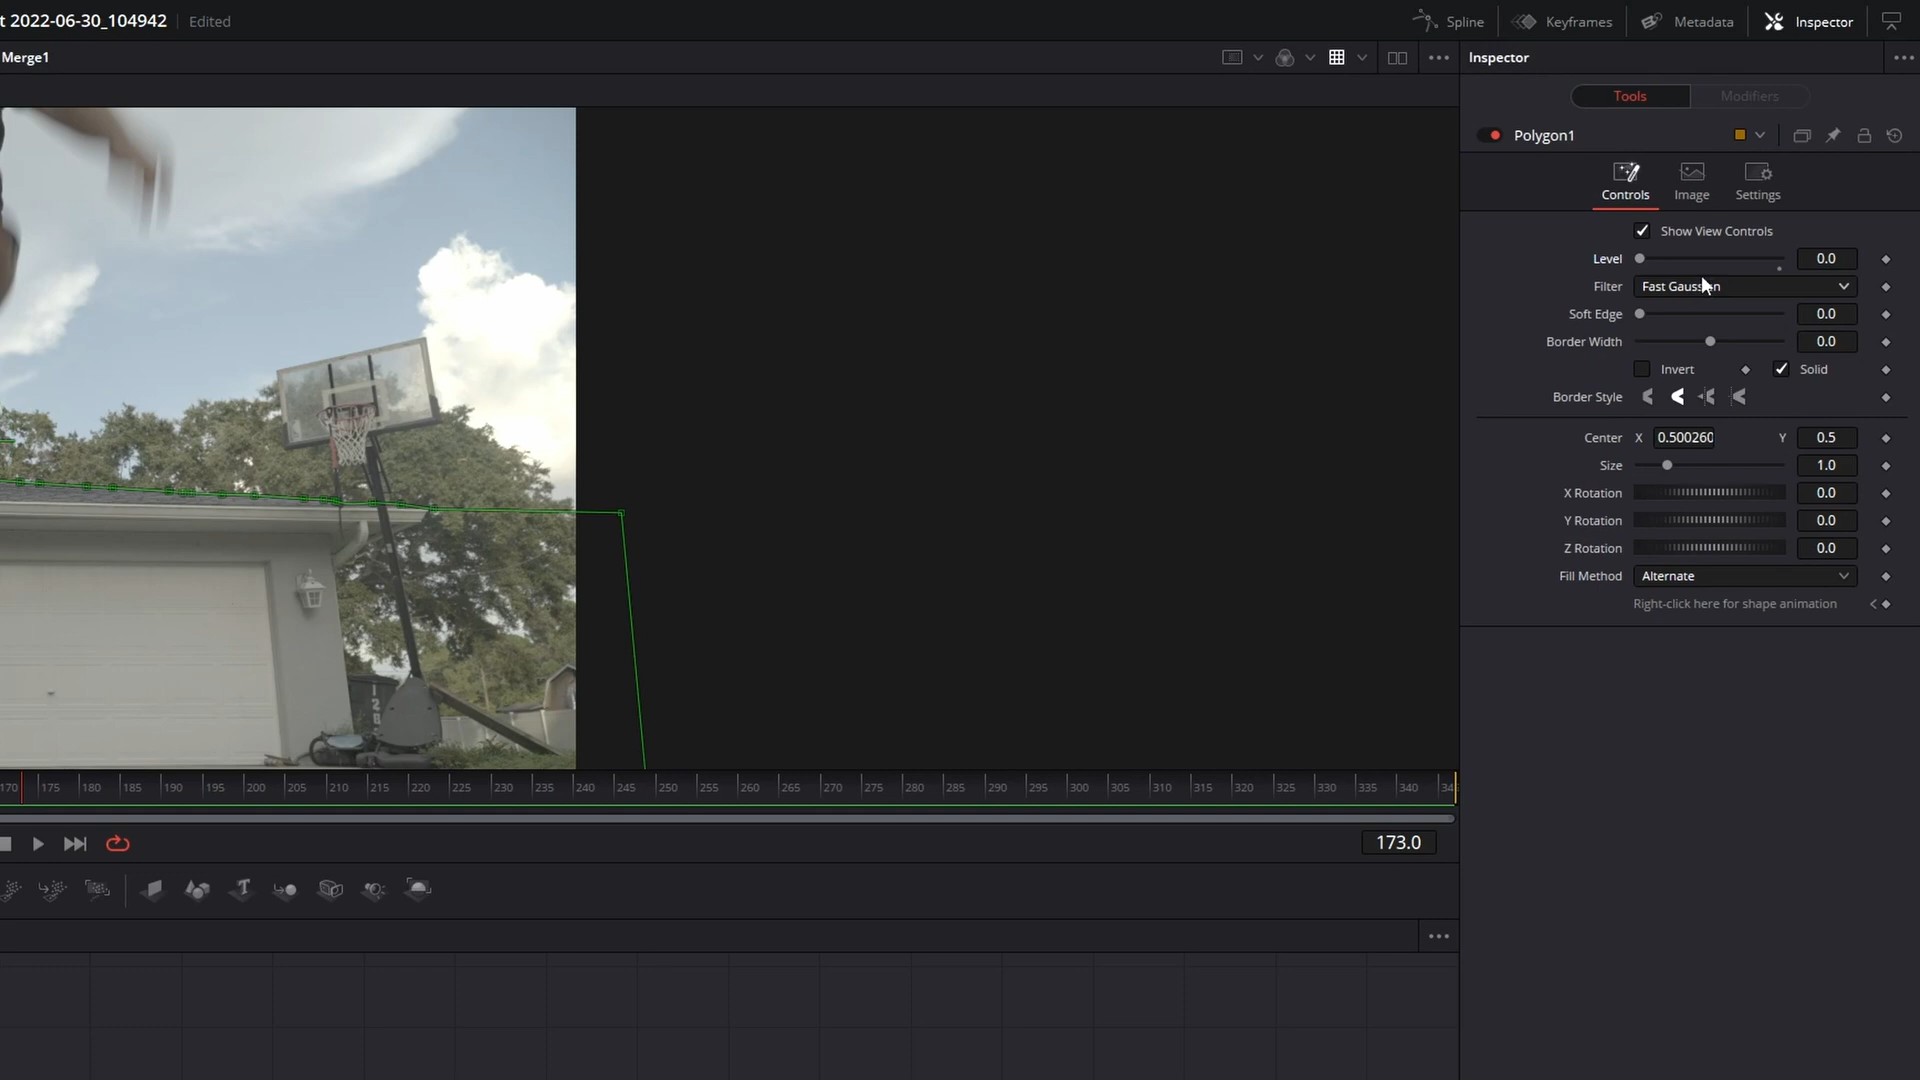 t 2022-06-30_104942 Edited Spline Keyframes Metadata Inspector
Merge1 Inspector
Tools Modifiers
Polygon1
Controls Image Settings
Show View Controls
Level 0.0
Filter Fast Gaussian
Soft Edge 0.0
Border Width 0.0
Invert Solid
Border Style
Center X 0.500260 Y 0.5
Size 1.0
X Rotation 0.0
Y Rotation 0.0
Z Rotation 0.0
Fill Method Alternate
Right-click here for shape animation
170 175 180 185 190 195 200 205 210 215 220 225 230 235 240 245 250 255 260 265 270 275 280 285 290 295 300 305 310 315 320 325 330 335 340 34
173.0